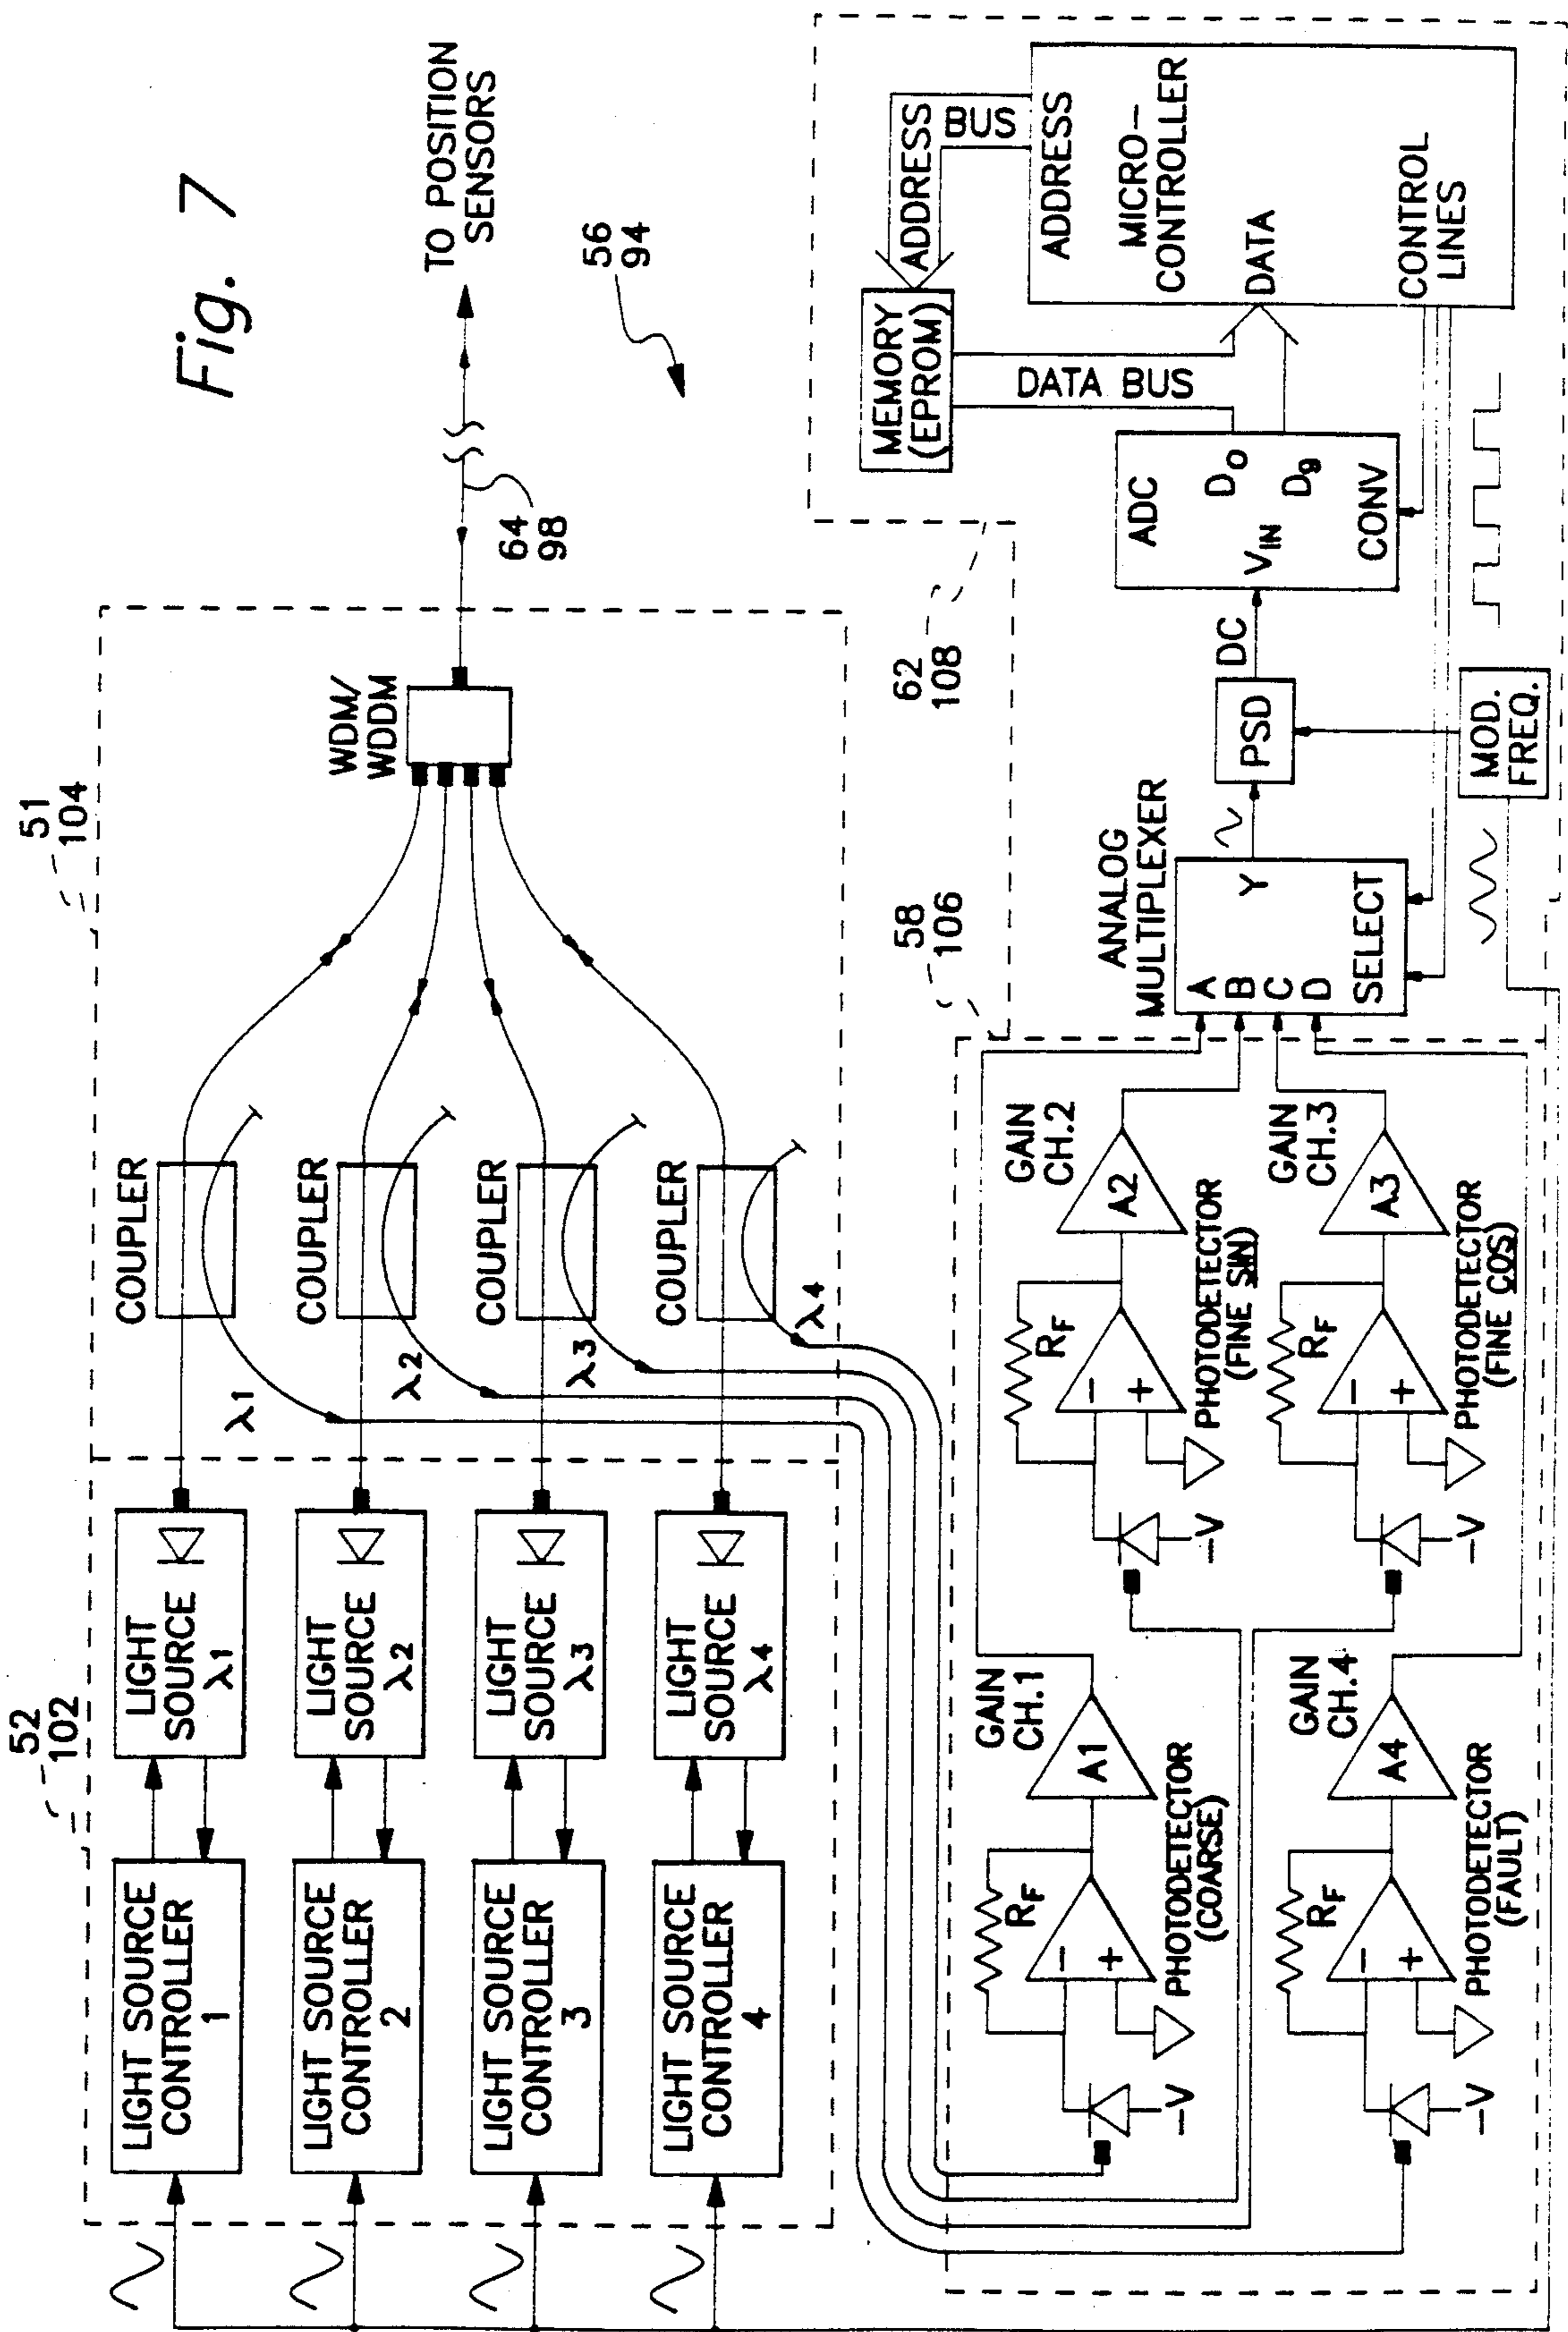 Fig. 7
52
102
51
104
LIGHT SOURCE
CONTROLLER
1
LIGHT
SOURCE
λ1
COUPLER
λ1
LIGHT SOURCE
CONTROLLER
2
LIGHT
SOURCE
λ2
COUPLER
λ2
LIGHT SOURCE
CONTROLLER
3
LIGHT
SOURCE
λ3
COUPLER
λ3
LIGHT SOURCE
CONTROLLER
4
LIGHT
SOURCE
λ4
COUPLER
λ4
WDM/
WDDM
64
98
TO POSITION
SENSORS
56
94
62
108
58
106
GAIN
CH.1
RF
-
+
A1
-V
PHOTODETECTOR
(COARSE)
GAIN
CH.2
RF
-
+
A2
-V
PHOTODETECTOR
(FINE SIN)
GAIN
CH.4
RF
-
+
A4
-V
PHOTODETECTOR
(FAULT)
GAIN
CH.3
RF
-
+
A3
-V
PHOTODETECTOR
(FINE COS)
ANALOG
MULTIPLEXER
A
B
C
D
Y
SELECT
PSD
DC
MOD.
FREQ.
ADC
VIN
D0
D9
CONV
MEMORY
(EPROM)
DATA BUS
ADDRESS
BUS
ADDRESS
MICRO-
CONTROLLER
DATA
CONTROL
LINES